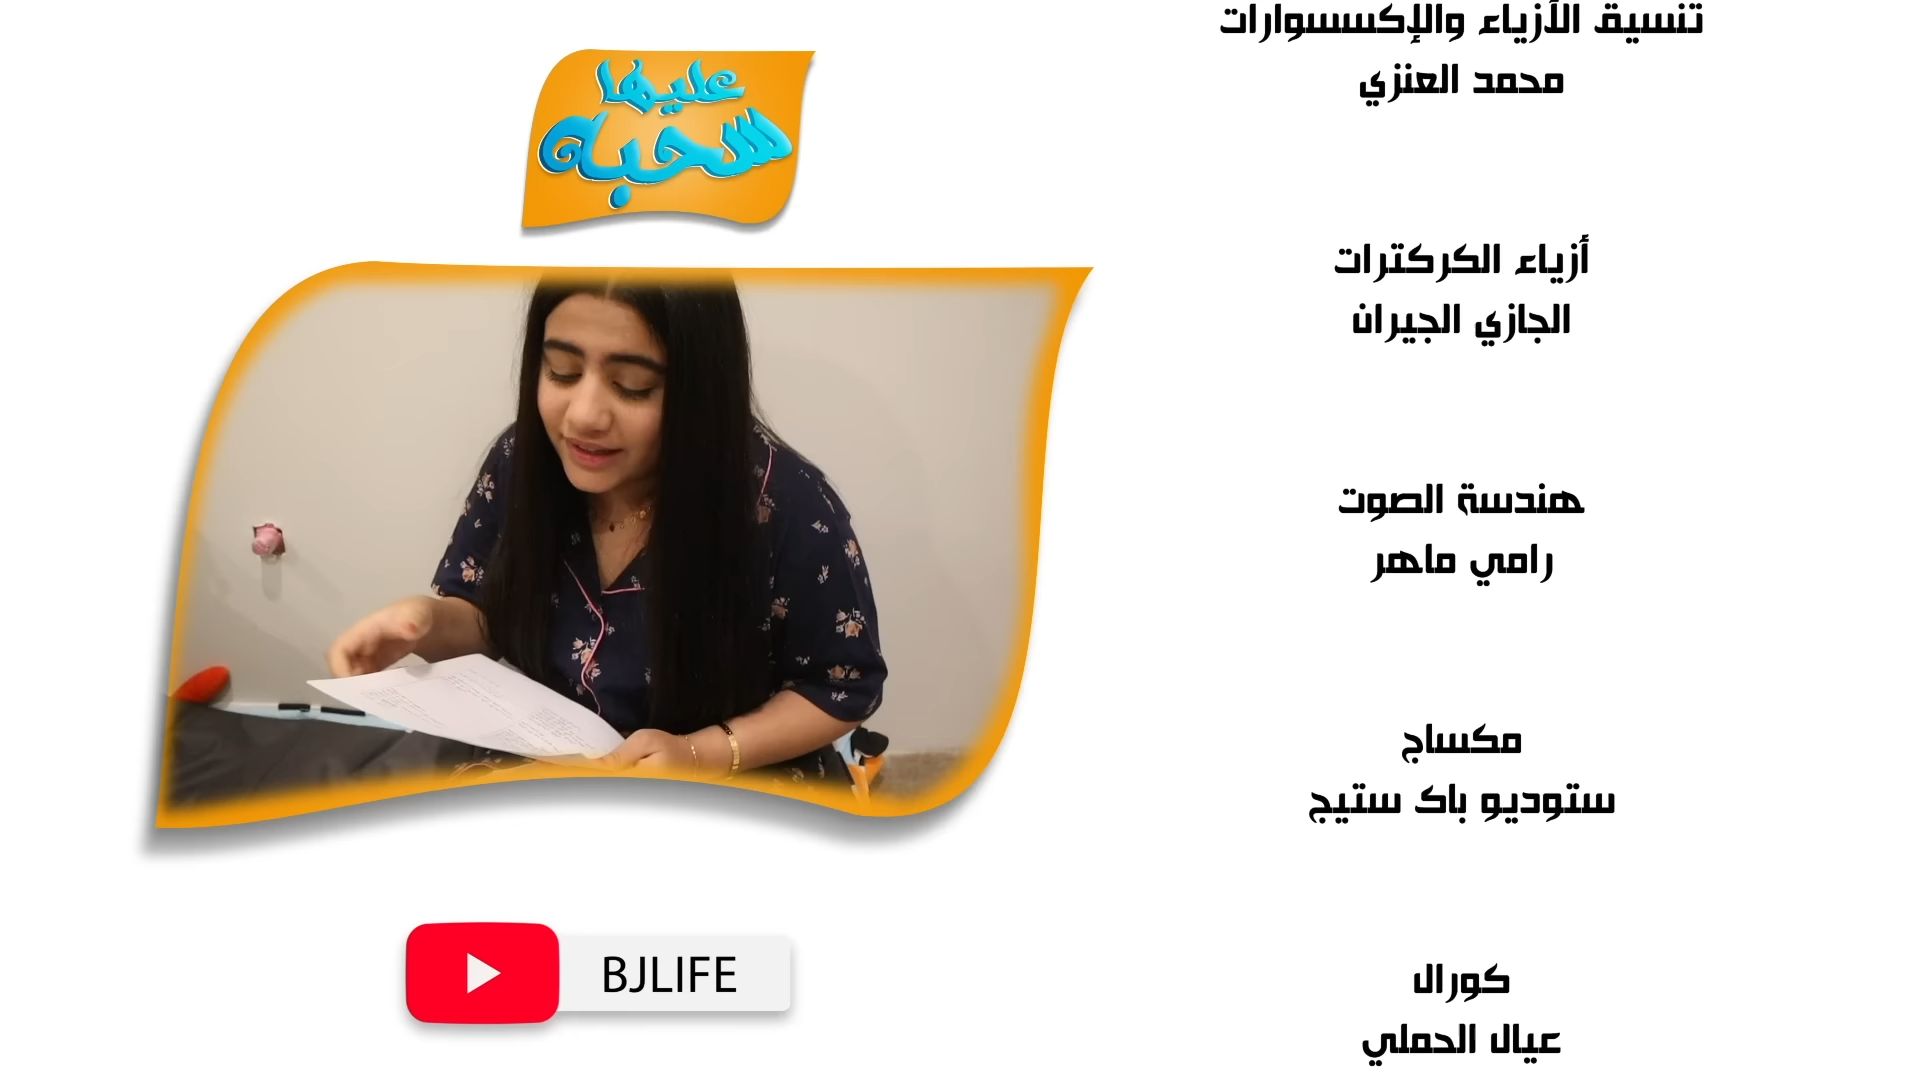 عليها
سحبه
تنسيق الأزياء والإكسسوارات
محمد العنزي
أزياء الكركترات
الجازي الجيران
هندسة الصوت
رامي ماهر
مكساج
ستوديو باك ستيج
كورال
عيال الحملي
BJLIFE